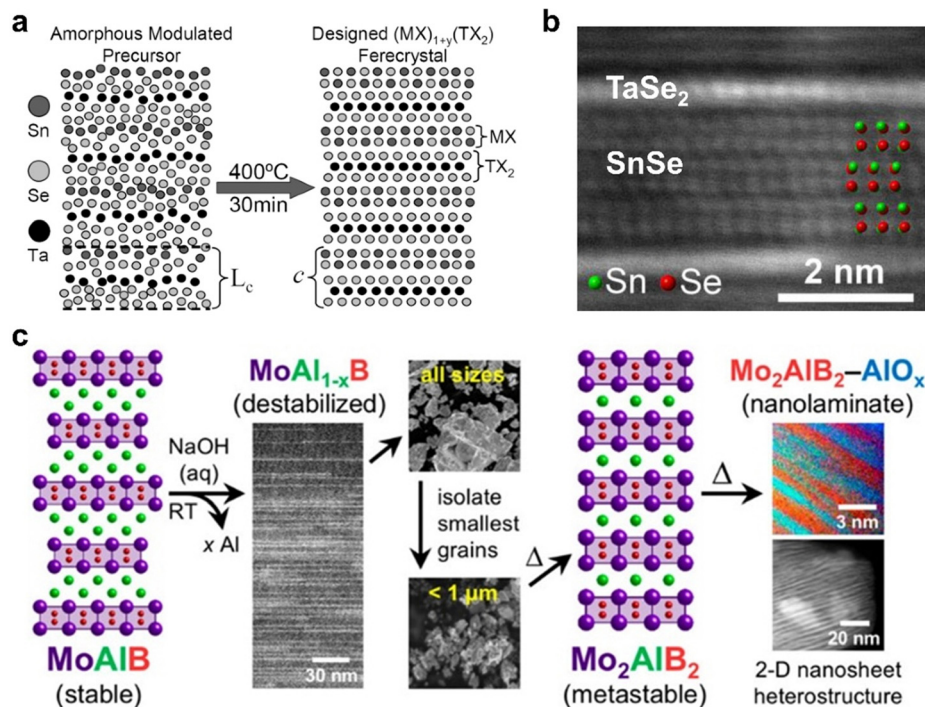 a
Amorphous Modulated
Precursor
Designed (MX)₁₊ᵧ(TX₂)
Ferecrystal
Sn
Se
Ta
400ºC
30min
MX
TX₂
L_c
c
b
TaSe₂
SnSe
Sn Se
2 nm
c
MoAlB
(stable)
NaOH
(aq)
RT
x Al
MoAl₁₋ₓB
(destabilized)
30 nm
all sizes
isolate
smallest
grains
< 1 µm
Δ
Mo₂AlB₂
(metastable)
Δ
Mo₂AlB₂–AlOₓ
(nanolaminate)
3 nm
20 nm
2-D nanosheet
heterostructure